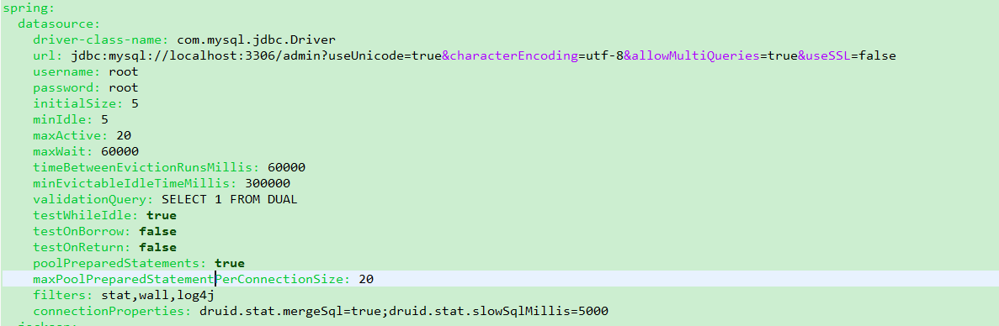 spring:
datasource:
driver-class-name: com.mysql.jdbc.Driver
url: jdbc:mysql://localhost:3306/admin?useUnicode=true&characterEncoding=utf-8&allowMultiQueries=true&useSSL=false
username: root
password: root
initialSize: 5
minIdle: 5
maxActive: 20
maxWait: 60000
timeBetweenEvictionRunsMillis: 60000
minEvictableIdleTimeMillis: 300000
validationQuery: SELECT 1 FROM DUAL
testWhileIdle: true
testOnBorrow: false
testOnReturn: false
poolPreparedStatements: true
maxPoolPreparedStatementPerConnectionSize: 20
filters: stat,wall,log4j
connectionProperties: druid.stat.mergeSql=true;druid.stat.slowSqlMillis=5000